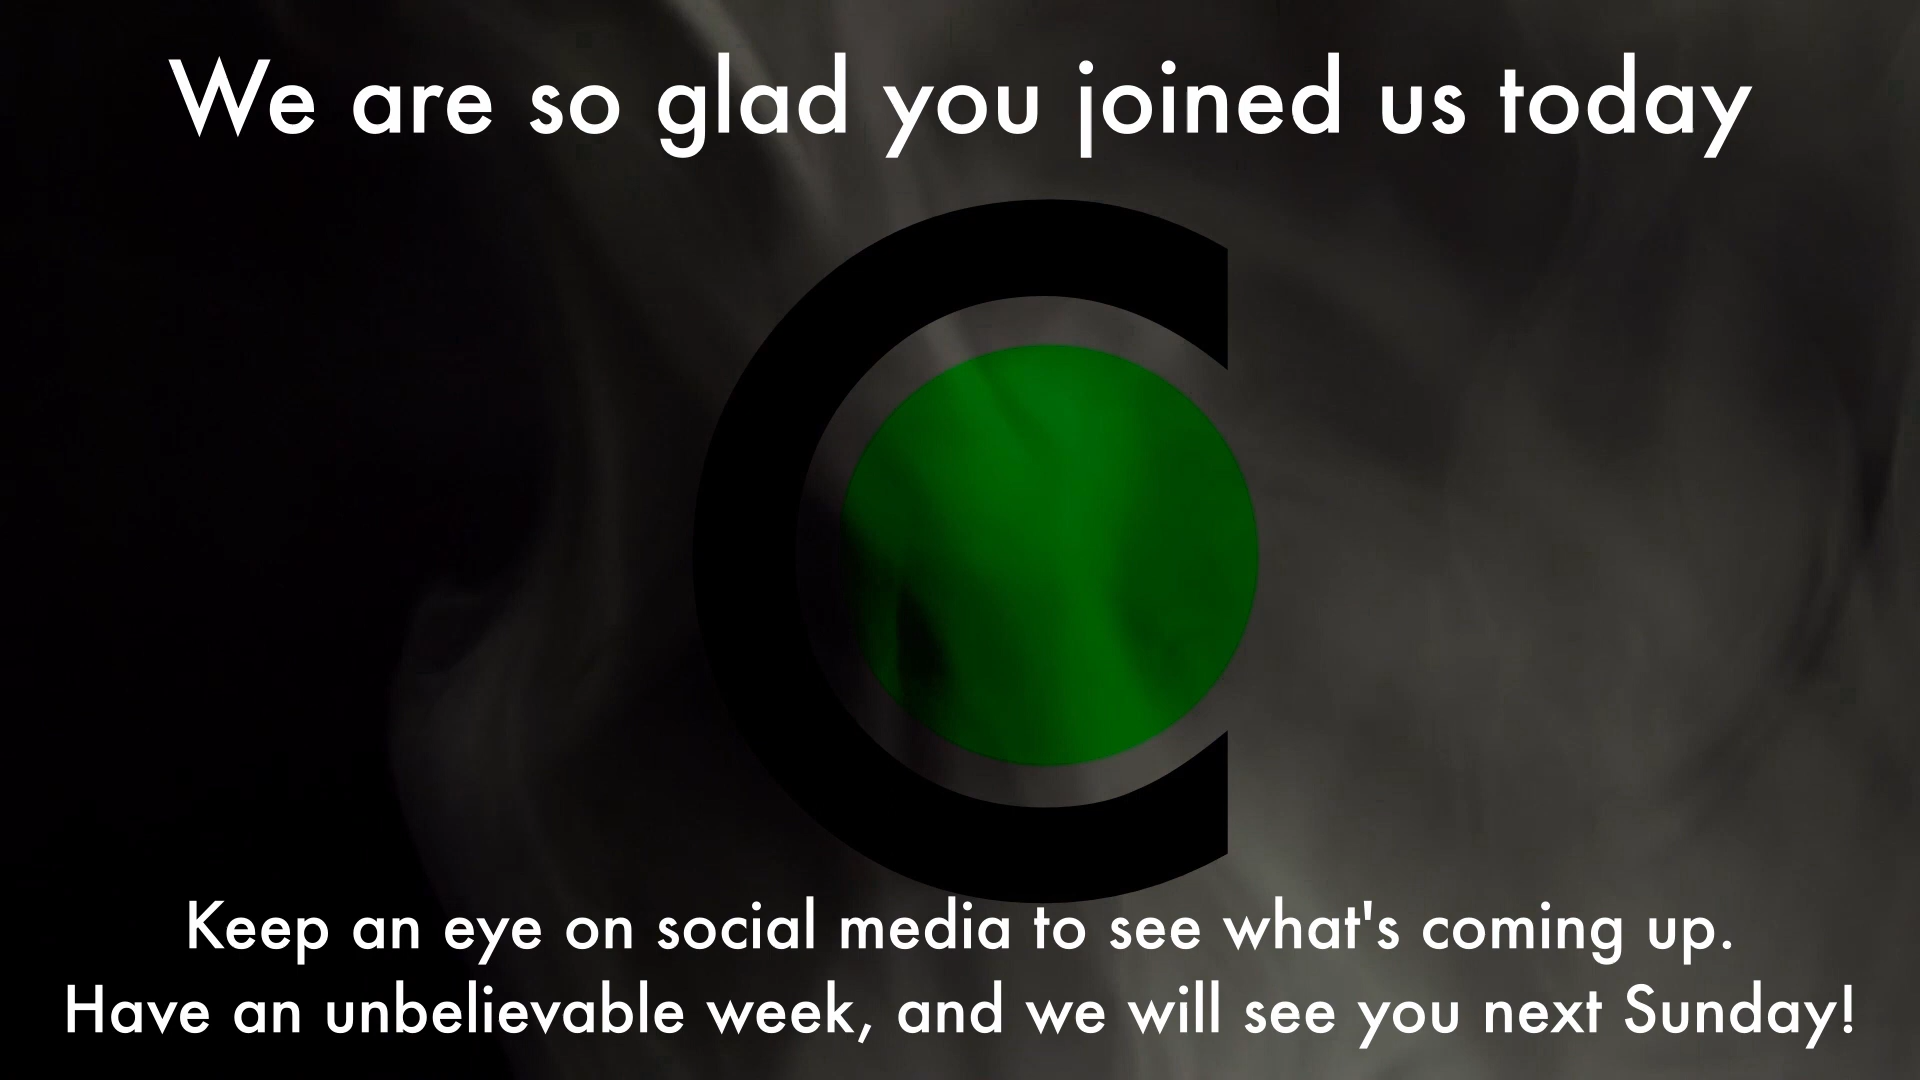 We are so glad you joined us today
C
Keep an eye on social media to see what's coming up.
Have an unbelievable week, and we will see you next Sunday!